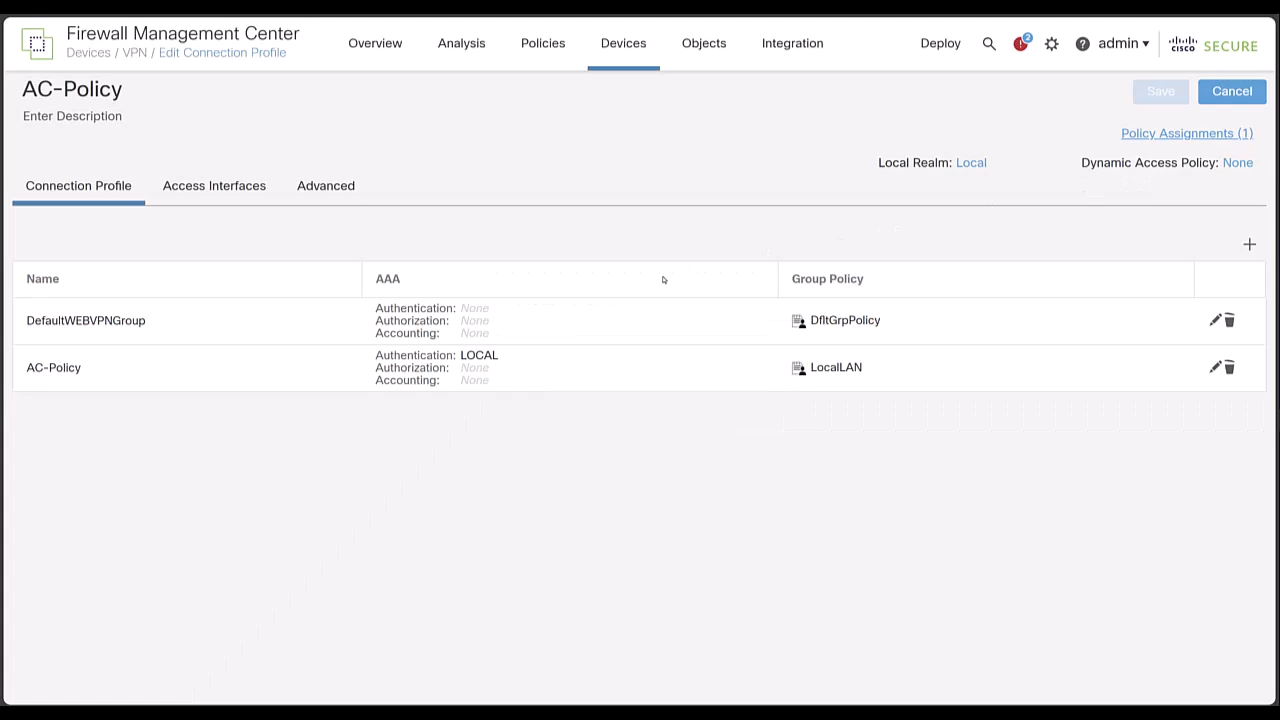 Firewall Management Center
Devices / VPN / Edit Connection Profile
Overview Analysis Policies Devices Objects Integration
Deploy 2 admin cisco SECURE
AC-Policy
Save Cancel
Enter Description
Policy Assignments (1)
Local Realm: Local Dynamic Access Policy: None
Connection Profile Access Interfaces Advanced
Name AAA Group Policy
DefaultWEBVPNGroup
Authentication: None
Authorization: None
Accounting: None
DfltGrpPolicy
AC-Policy
Authentication: LOCAL
Authorization: None
Accounting: None
LocalLAN